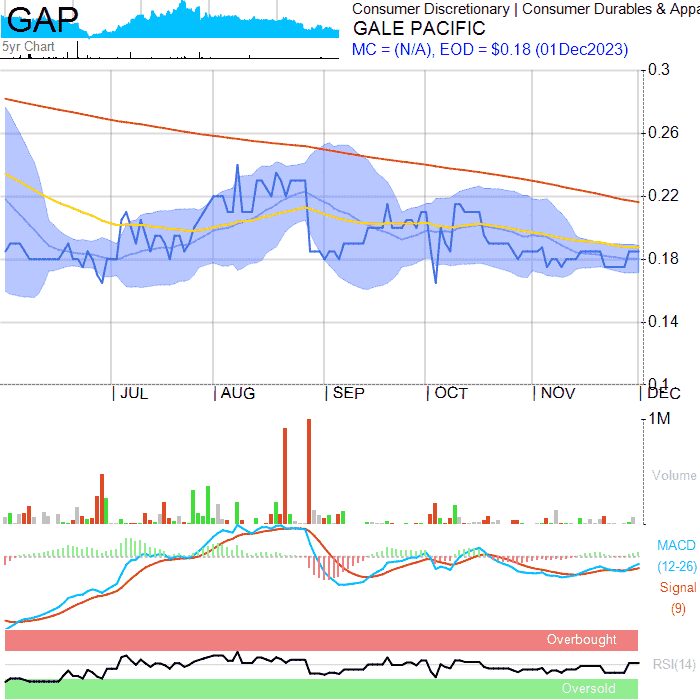 GAP
5yr Chart
Consumer Discretionary | Consumer Durables & Appa
GALE PACIFIC
MC = (N/A), EOD = $0.18 (01Dec2023)
0.3
0.26
0.22
0.18
0.14
0.1
JUL AUG SEP OCT NOV DEC
1M
Volume
MACD
(12-26)
Signal
(9)
Overbought
RSI(14)
Oversold